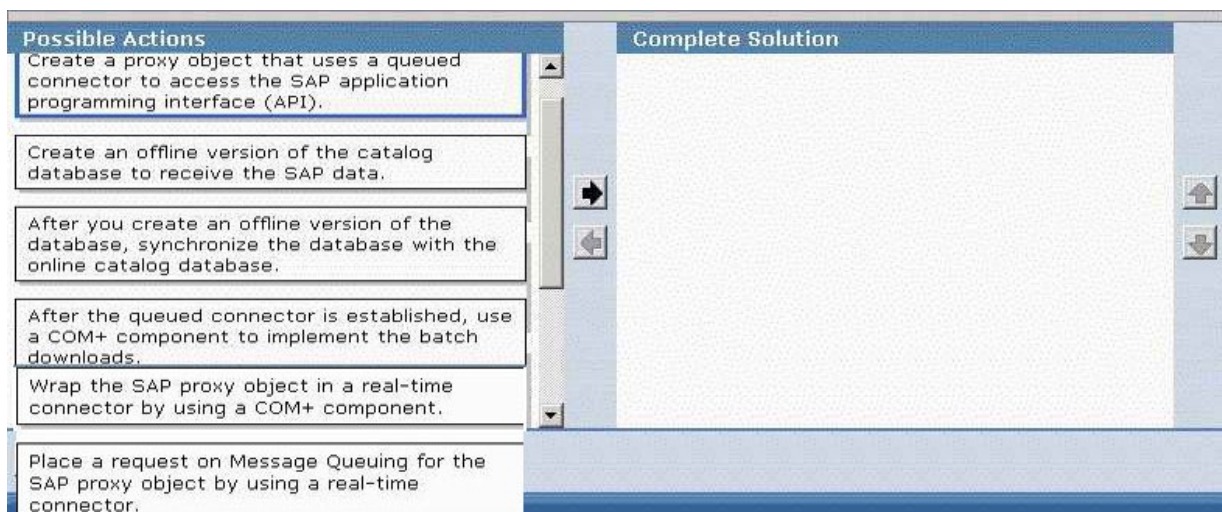 Possible Actions
Complete Solution
Create a proxy object that uses a queued
connector to access the SAP application
programming interface (API).
Create an offline version of the catalog
database to receive the SAP data.
After you create an offline version of the
database, synchronize the database with the
online catalog database.
After the queued connector is established, use
a COM+ component to implement the batch
downloads.
Wrap the SAP proxy object in a real-time
connector by using a COM+ component.
Place a request on Message Queuing for the
SAP proxy object by using a real-time
connector.